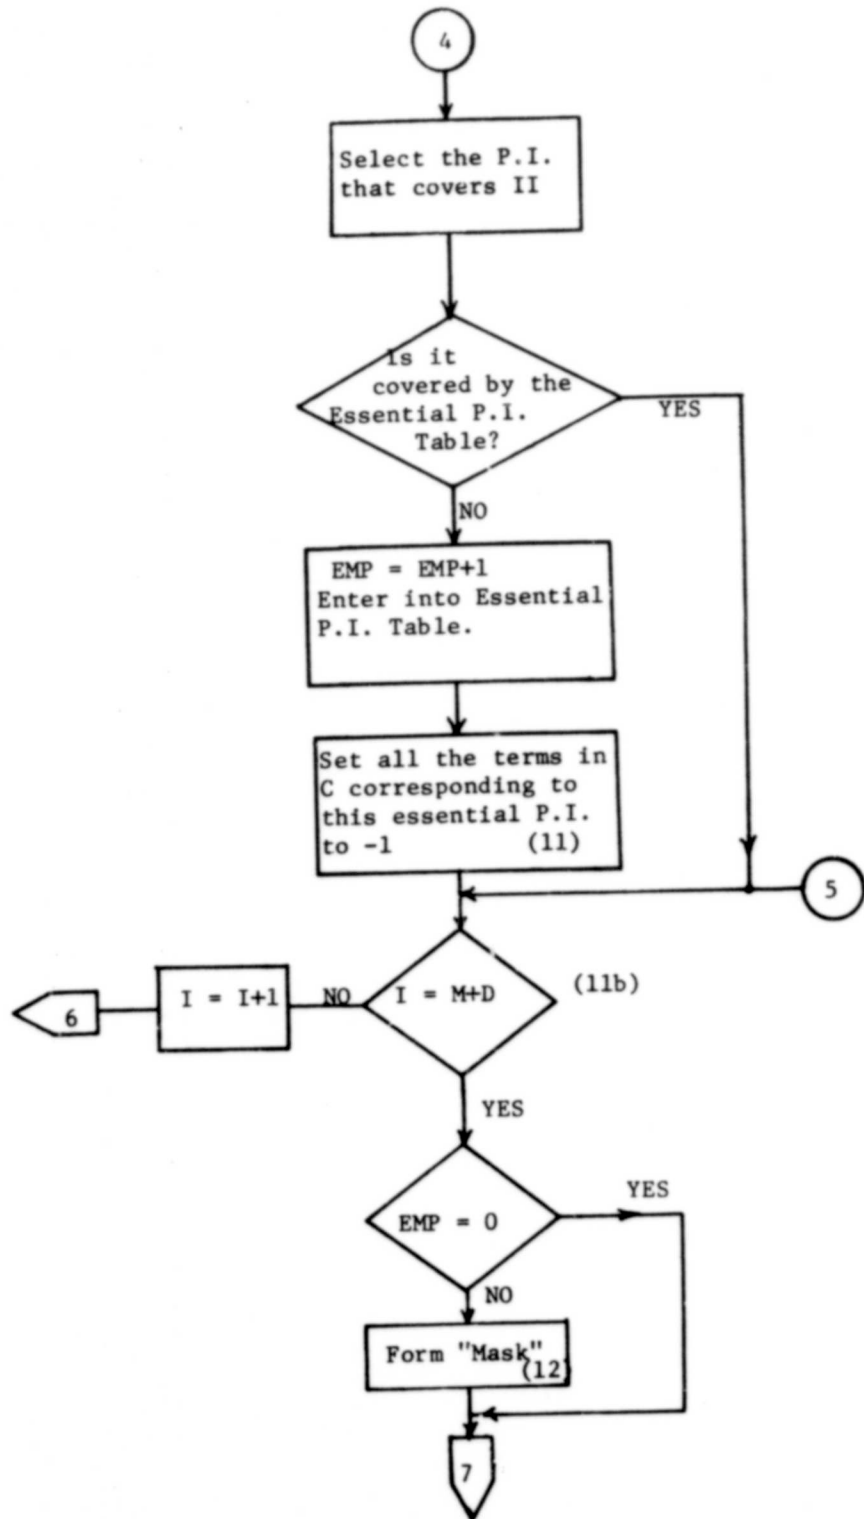 4
Select the P.I.
that covers II
Is it
covered by the
Essential P.I.
Table?
YES
NO
EMP = EMP+1
Enter into Essential
P.I. Table.
Set all the terms in
C corresponding to
this essential P.I.
to -1 (11)
5
I = M+D
(11b)
NO
I = I+1
6
YES
EMP = 0
YES
NO
Form "Mask"
(12)
7